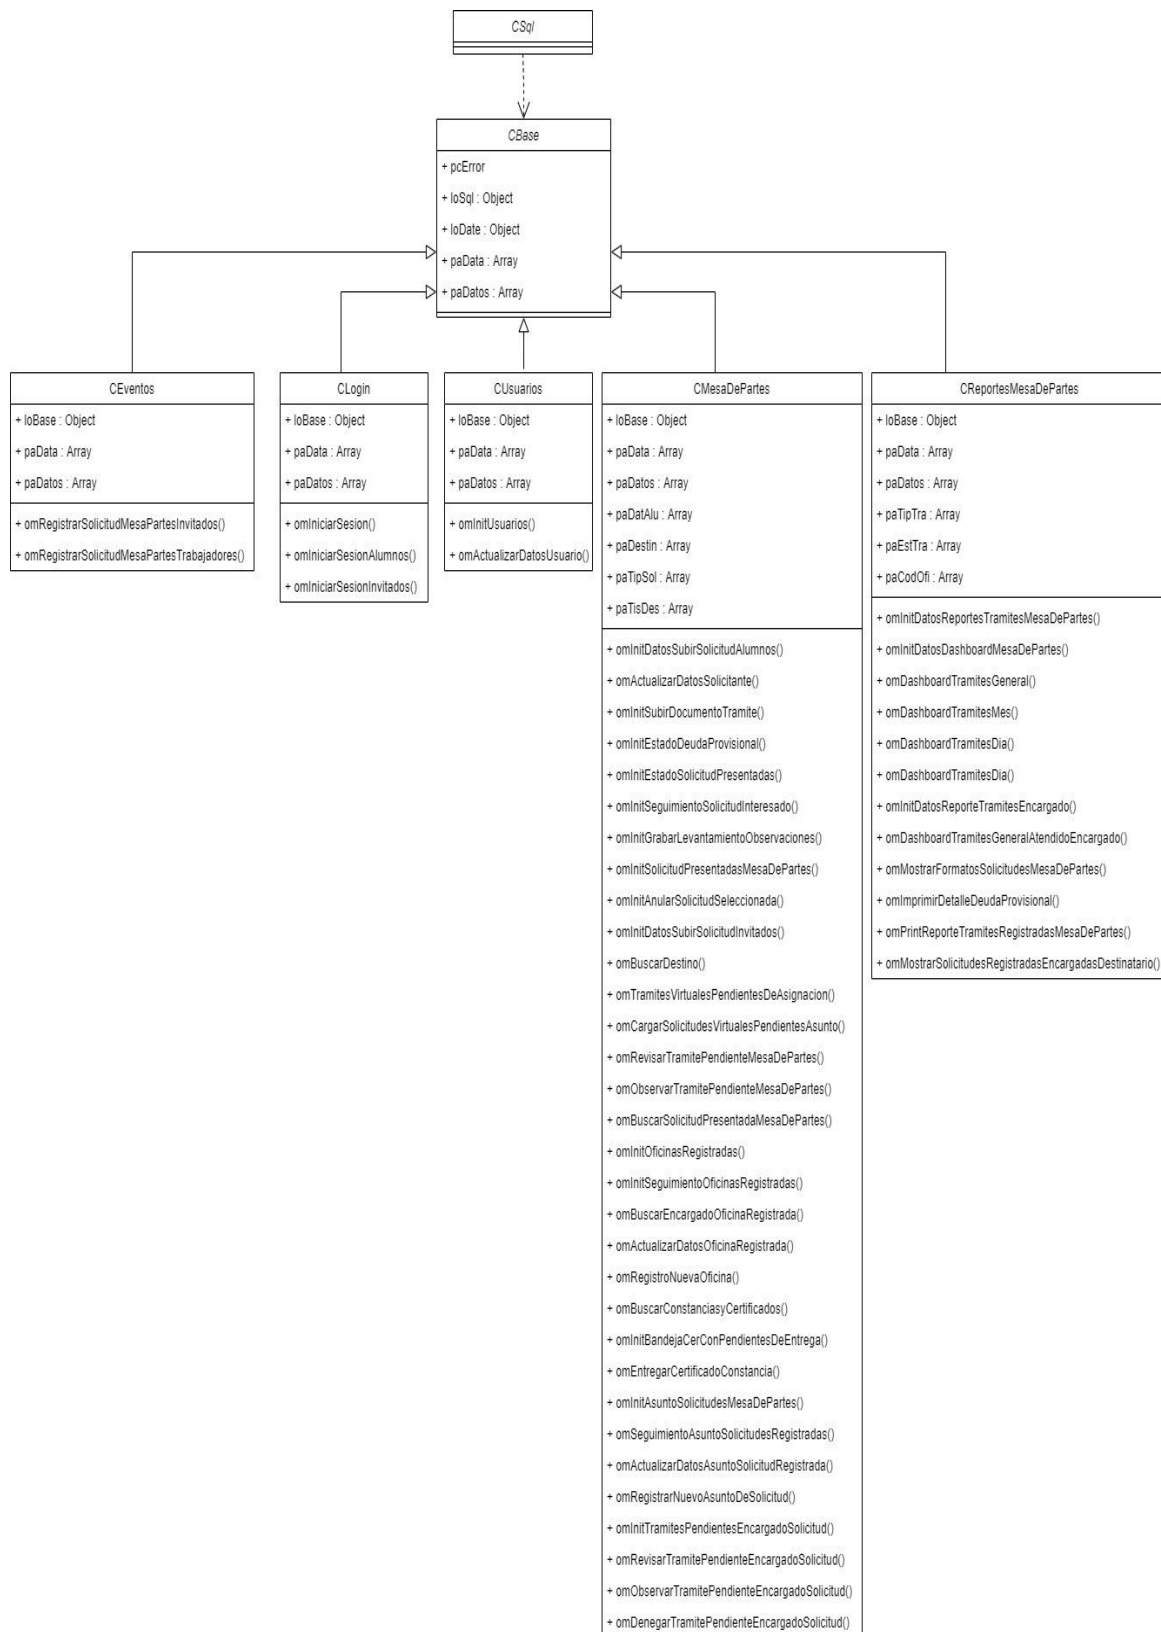 CSql
CBase
+ pcError
+ loSql : Object
+ loDate : Object
+ paData : Array
+ paDatos : Array
CEventos
+ loBase : Object
+ paData : Array
+ paDatos : Array
+ omRegistrarSolicitudMesaPartesInvitados()
+ omRegistrarSolicitudMesaPartesTrabajadores()
CLogin
+ loBase : Object
+ paData : Array
+ paDatos : Array
+ omIniciarSesion()
+ omIniciarSesionAlumnos()
+ omIniciarSesionInvitados()
CUsuarios
+ loBase : Object
+ paData : Array
+ paDatos : Array
+ omInitUsuarios()
+ omActualizarDatosUsuario()
CMesaDePartes
+ loBase : Object
+ paData : Array
+ paDatos : Array
+ paDatAlu : Array
+ paDestin : Array
+ paTipSol : Array
+ paTisDes : Array
+ omInitDatosSubirSolicitudAlumnos()
+ omActualizarDatosSolicitante()
+ omInitSubirDocumentoTramite()
+ omInitEstadoDeudaProvisional()
+ omInitEstadoSolicitudPresentadas()
+ omInitSeguimientoSolicitudInteresado()
+ omInitGrabarLevantamientoObservaciones()
+ omInitSolicitudPresentadasMesaDePartes()
+ omInitAnularSolicitudSeleccionada()
+ omInitDatosSubirSolicitudInvitados()
+ omBuscarDestino()
+ omTramitesVirtualesPendientesDeAsignacion()
+ omCargarSolicitudesVirtualesPendientesAsunto()
+ omRevisarTramitePendienteMesaDePartes()
+ omObservarTramitePendienteMesaDePartes()
+ omBuscarSolicitudPresentadaMesaDePartes()
+ omInitOficinasRegistradas()
+ omInitSeguimientoOficinasRegistradas()
+ omBuscarEncargadoOficinaRegistrada()
+ omActualizarDatosOficinaRegistrada()
+ omRegistroNuevaOficina()
+ omBuscarConstanciasyCertificados()
+ omInitBandejaCerConPendientesDeEntrega()
+ omEntregarCertificadoConstancia()
+ omInitAsuntoSolicitudesMesaDePartes()
+ omSeguimientoAsuntoSolicitudesRegistradas()
+ omActualizarDatosAsuntoSolicitudRegistrada()
+ omRegistrarNuevoAsuntoDeSolicitud()
+ omInitTramitesPendientesEncargadoSolicitud()
+ omRevisarTramitePendienteEncargadoSolicitud()
+ omObservarTramitePendienteEncargadoSolicitud()
+ omDenegarTramitePendienteEncargadoSolicitud()
CReportesMesaDePartes
+ loBase : Object
+ paData : Array
+ paDatos : Array
+ paTipTra : Array
+ paEstTra : Array
+ paCodOfi : Array
+ omInitDatosReportesTramitesMesaDePartes()
+ omInitDatosDashboardMesaDePartes()
+ omDashboardTramitesGeneral()
+ omDashboardTramitesMes()
+ omDashboardTramitesDia()
+ omDashboardTramitesDia()
+ omInitDatosReporteTramitesEncargado()
+ omDashboardTramitesGeneralAtendidoEncargado()
+ omMostrarFormatosSolicitudesMesaDePartes()
+ omImprimirDetalleDeudaProvisional()
+ omPrintReporteTramitesRegistradasMesaDePartes()
+ omMostrarSolicitudesRegistradasEncargadasDestinatario()